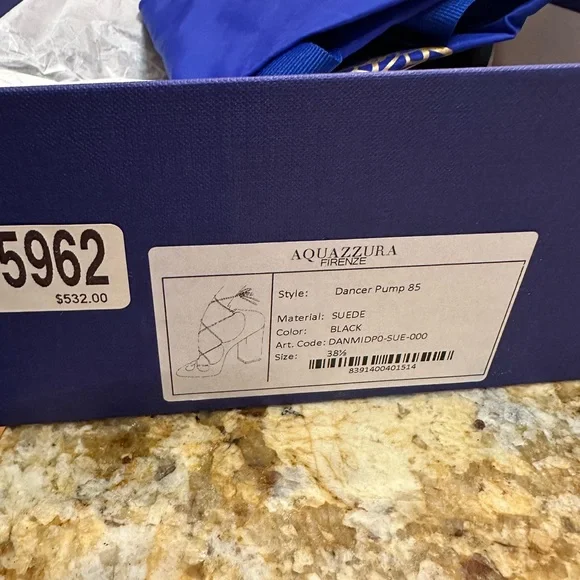 5962
$532.00
AQUAZZURA
FIRENZE
Style: Dancer Pump 85
Material: SUEDE
Color: BLACK
Art. Code: DANMIDP0-SUE-000
Size: 38½
8391400401514